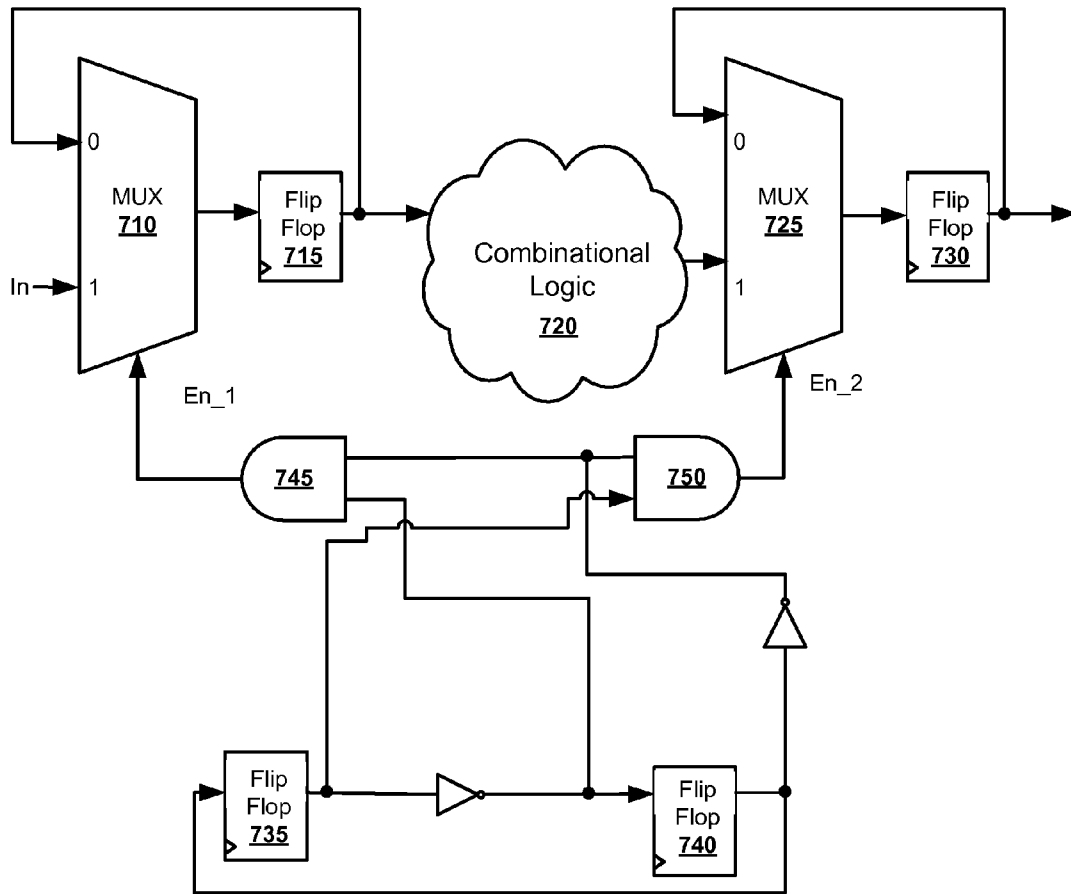 0
MUX
710
In
1
Flip
Flop
715
Combinational
Logic
720
0
MUX
725
1
Flip
Flop
730
En_1
En_2
745
750
Flip
Flop
735
Flip
Flop
740